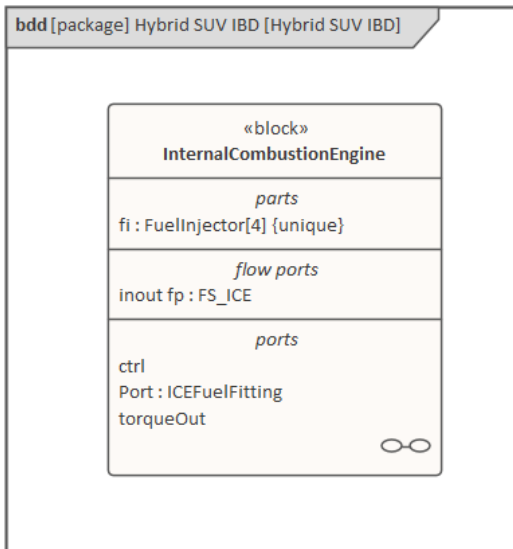 bdd [package] Hybrid SUV IBD [Hybrid SUV IBD]
«block»
InternalCombustionEngine
parts
fi : FuelInjector[4] {unique}
flow ports
inout fp : FS_ICE
ports
ctrl
Port : ICEFuelFitting
torqueOut